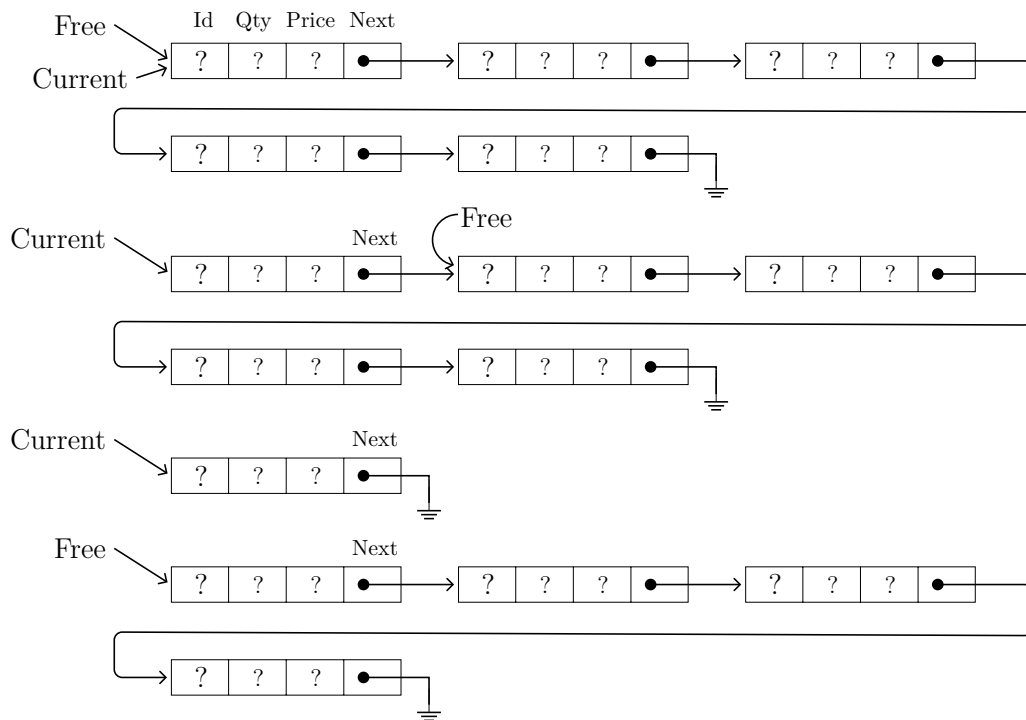 Id Qty Price Next
Free
Current
? ? ? ? ? ? ? ? ?
? ? ? ? ? ?
Current Next Free
? ? ? ? ? ? ? ? ?
? ? ? ? ? ?
Current Next
? ? ?
Free Next
? ? ? ? ? ? ? ? ?
? ? ?